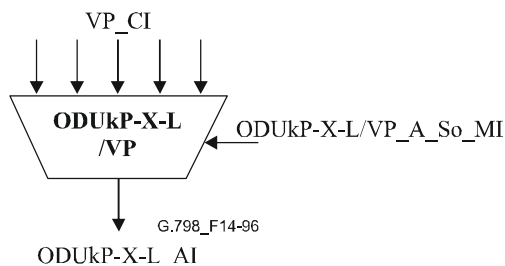 VP_CI
ODUkP-X-L
/VP
ODUkP-X-L/VP_A_So_MI
G.798_F14-96
ODUkP-X-L_AI